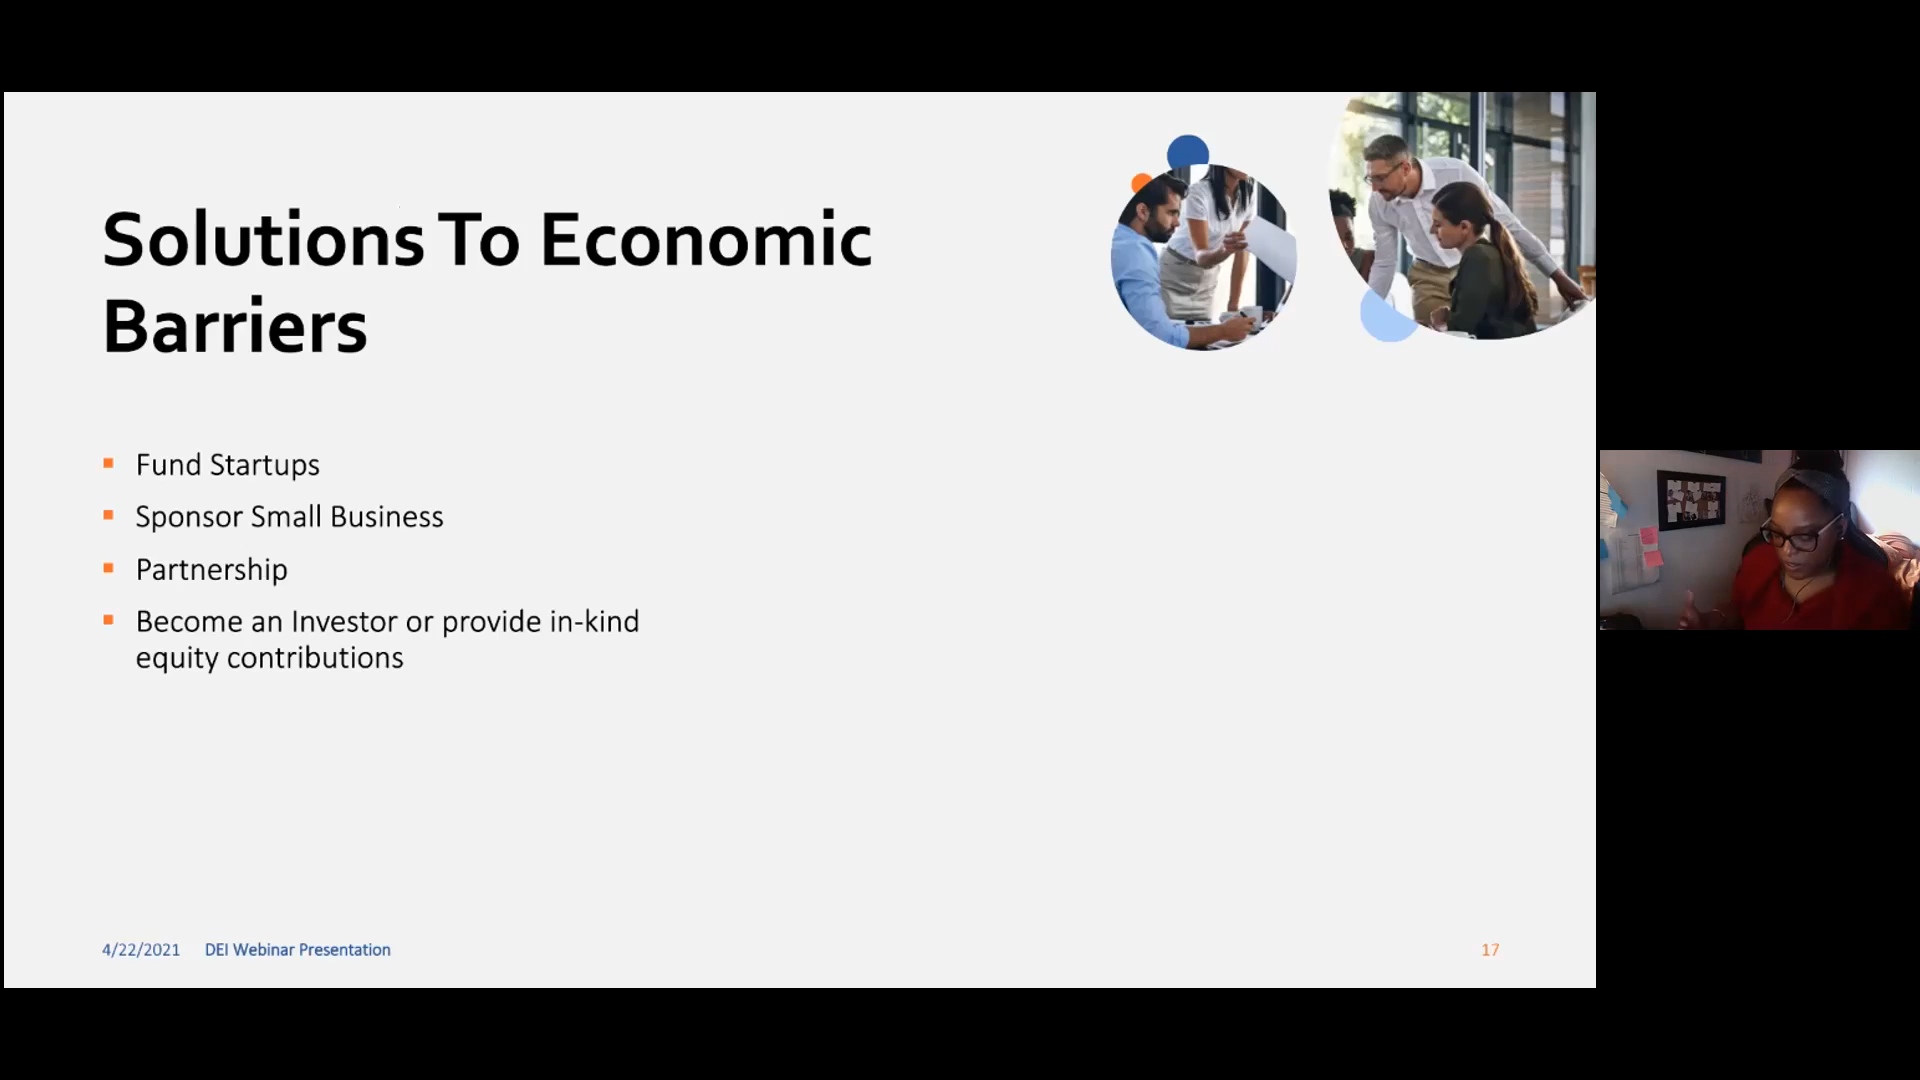 Solutions To Economic
Barriers
Fund Startups
Sponsor Small Business
Partnership
Become an Investor or provide in-kind
equity contributions
4/22/2021 DEI Webinar Presentation
17